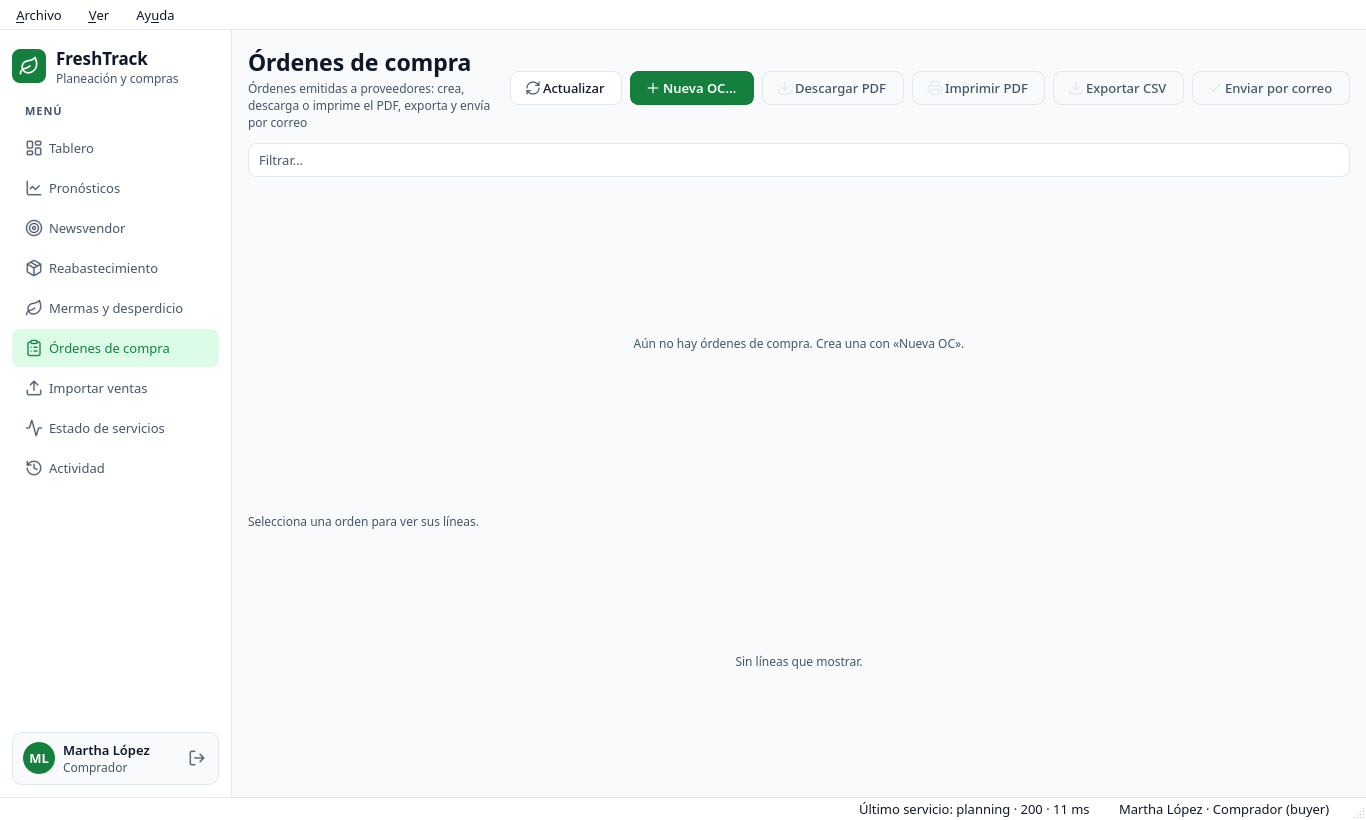 Archivo Ver Ayuda
FreshTrack
Planeación y compras
MENÚ
Tablero
Pronósticos
Newsvendor
Reabastecimiento
Mermas y desperdicio
Órdenes de compra
Importar ventas
Estado de servicios
Actividad
ML
Martha López
Comprador
Órdenes de compra
Órdenes emitidas a proveedores: crea,
descarga o imprime el PDF, exporta y envía
por correo
Actualizar
Nueva OC...
Descargar PDF
Imprimir PDF
Exportar CSV
Enviar por correo
Filtrar...
Aún no hay órdenes de compra. Crea una con «Nueva OC».
Selecciona una orden para ver sus líneas.
Sin líneas que mostrar.
Último servicio: planning · 200 · 11 ms
Martha López · Comprador (buyer)